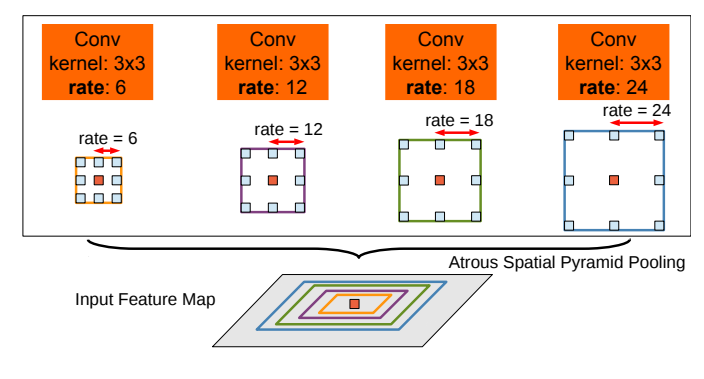 Conv
kernel: 3x3
rate: 6
Conv
kernel: 3x3
rate: 12
Conv
kernel: 3x3
rate: 18
Conv
kernel: 3x3
rate: 24
rate = 6
rate = 12
rate = 18
rate = 24
Atrous Spatial Pyramid Pooling
Input Feature Map